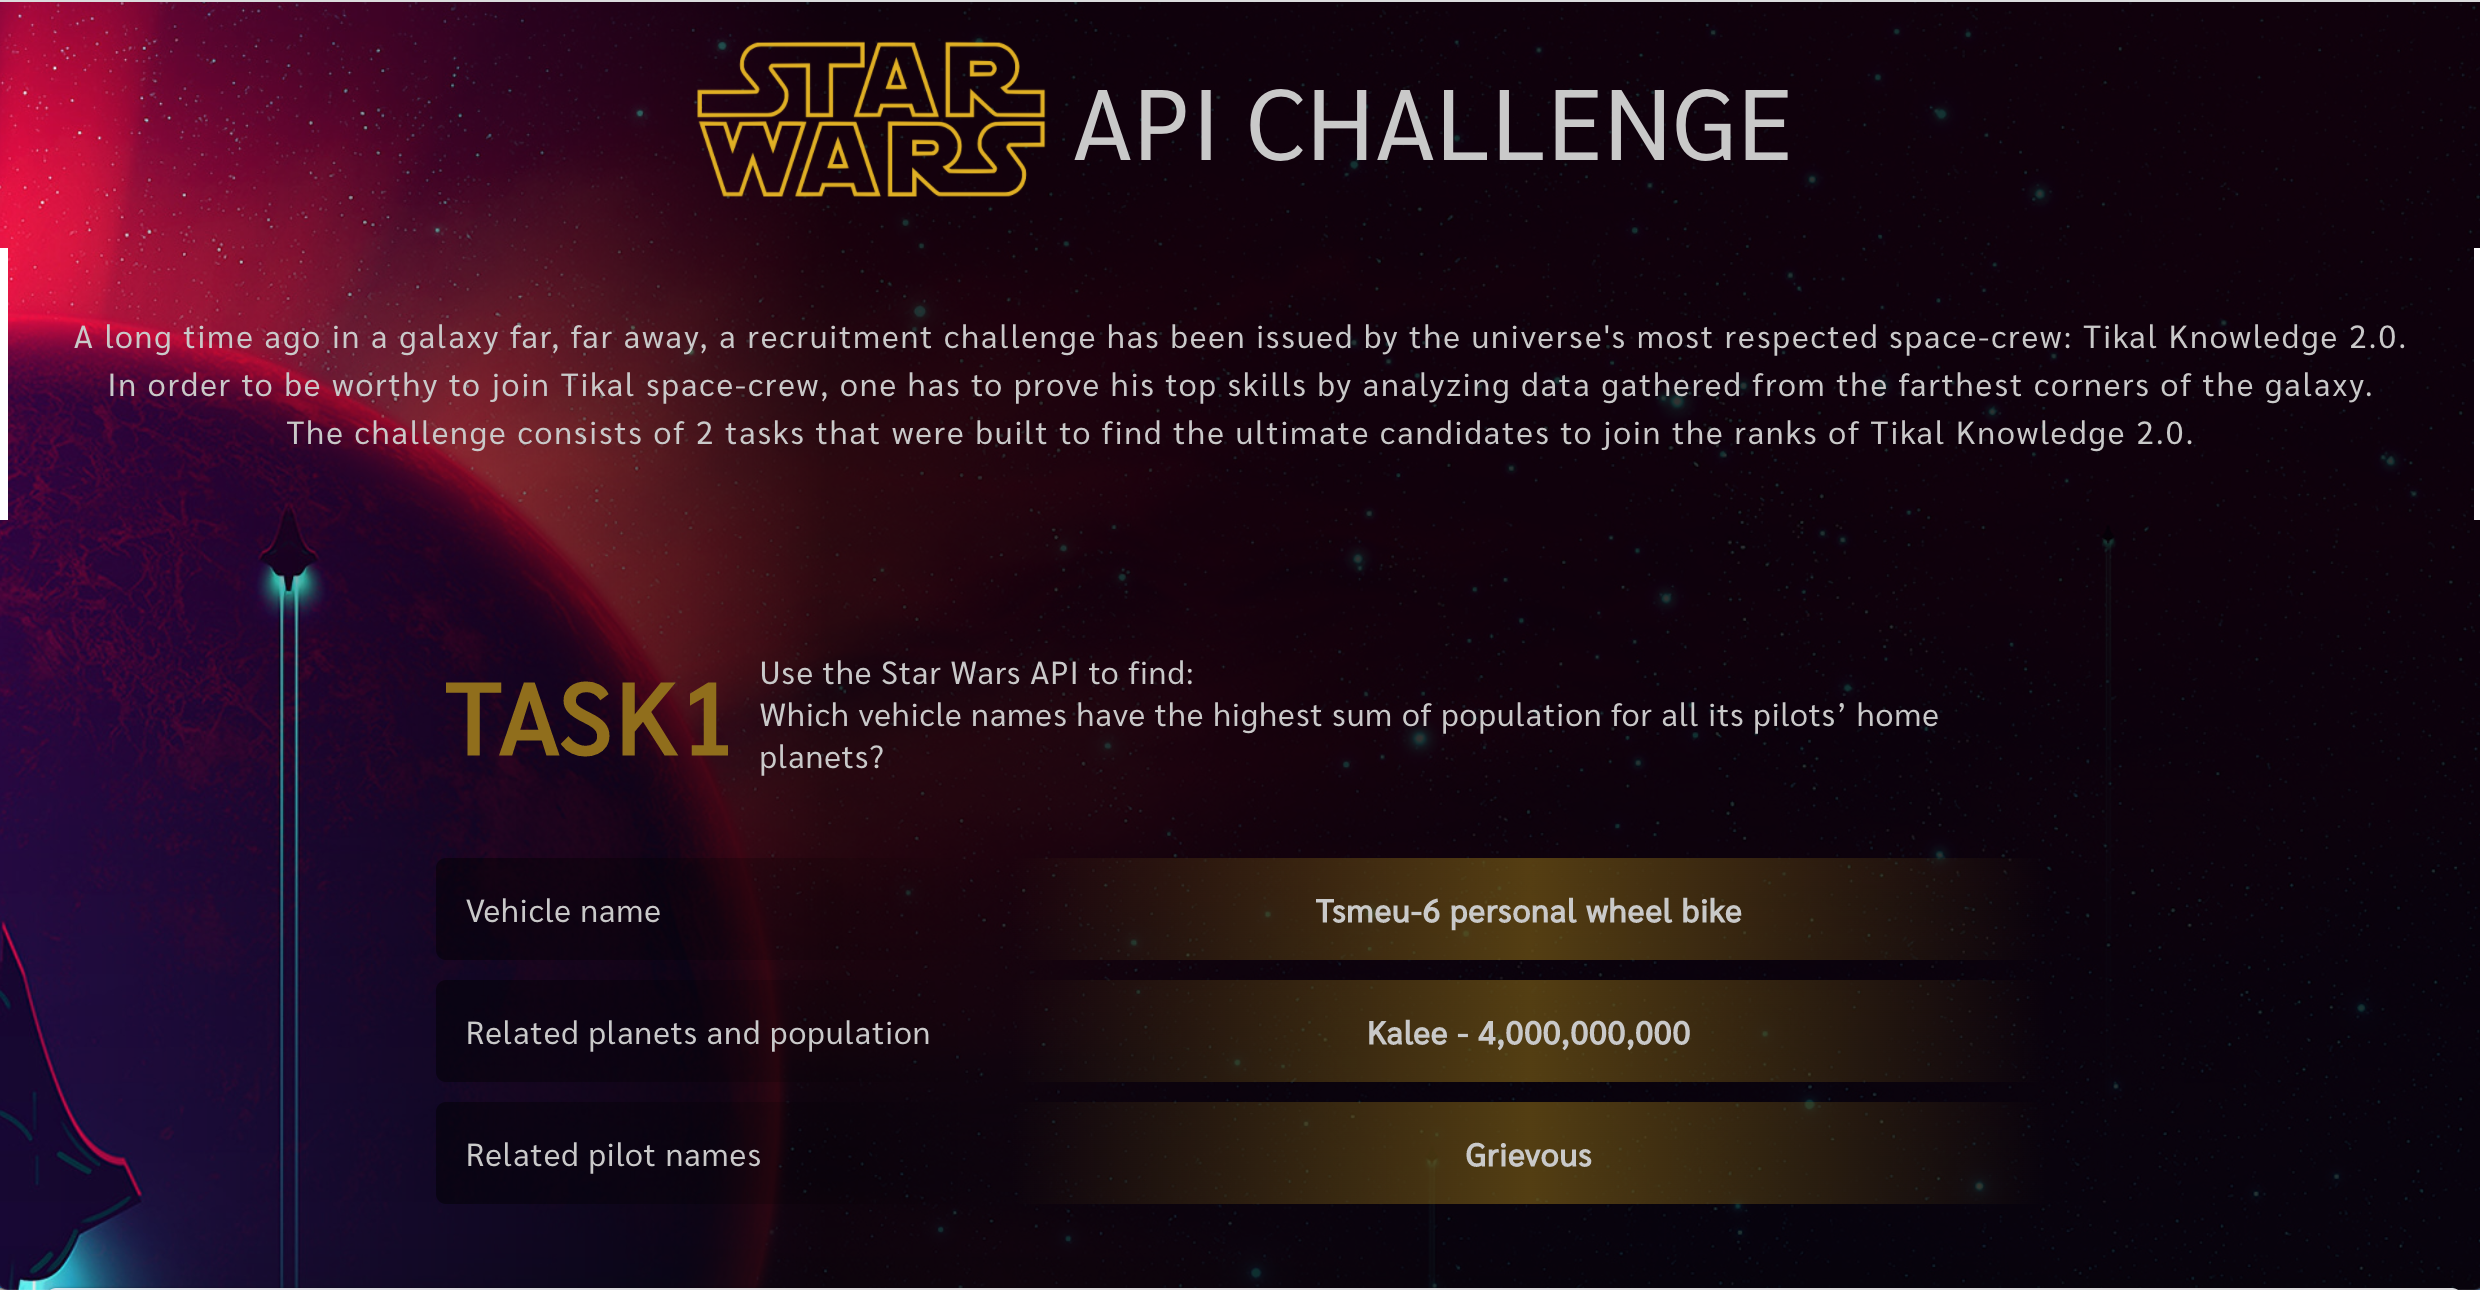 STAR
WARS
API CHALLENGE
A long time ago in a galaxy far, far away, a recruitment challenge has been issued by the universe's most respected space-crew: Tikal Knowledge 2.0.
In order to be worthy to join Tikal space-crew, one has to prove his top skills by analyzing data gathered from the farthest corners of the galaxy.
The challenge consists of 2 tasks that were built to find the ultimate candidates to join the ranks of Tikal Knowledge 2.0.
TASK1
Use the Star Wars API to find:
Which vehicle names have the highest sum of population for all its pilots’ home
planets?
Vehicle name
Tsmeu-6 personal wheel bike
Related planets and population
Kalee - 4,000,000,000
Related pilot names
Grievous